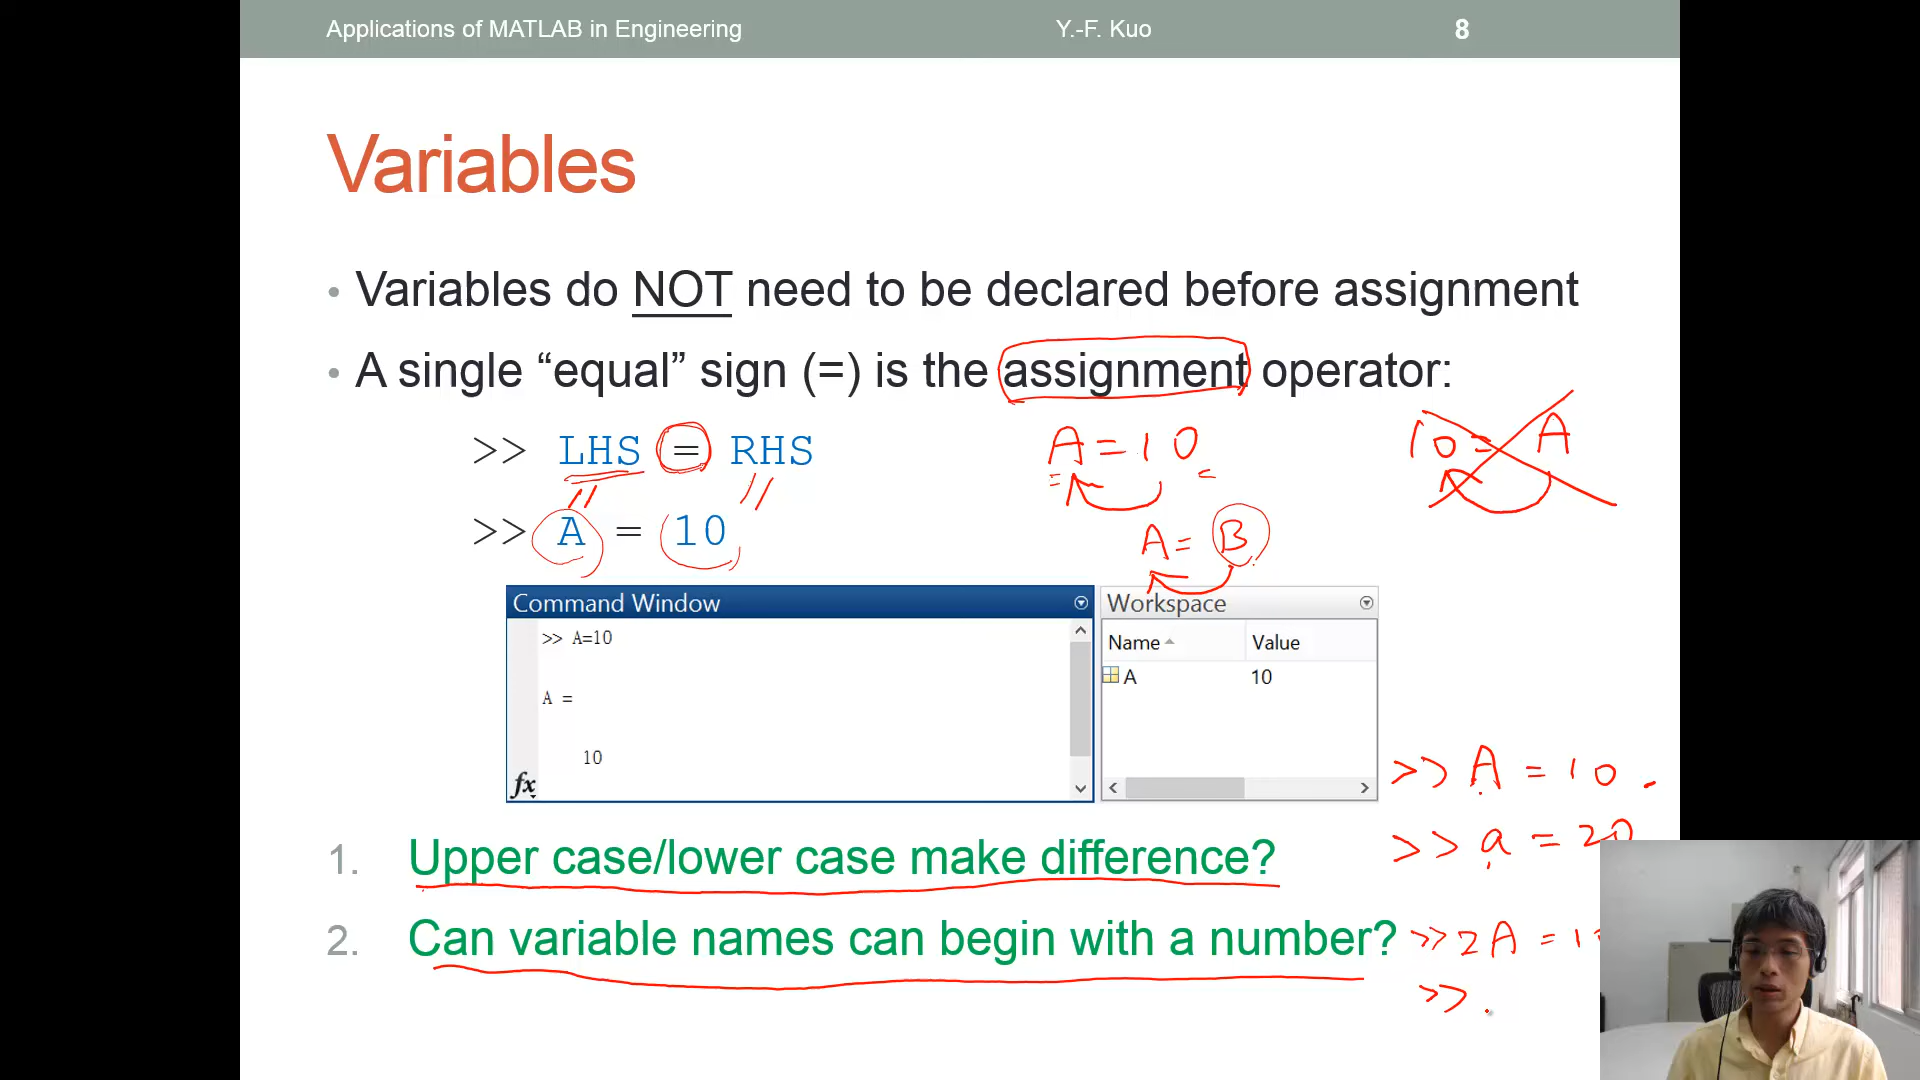 Applications of MATLAB in Engineering Y.-F. Kuo 8
Variables
• Variables do NOT need to be declared before assignment
• A single “equal” sign (=) is the assignment operator:
>> LHS = RHS
A = 10
10 = A
>> A = 10
A = B
Command Window
>> A=10
A =
10
fx
Workspace
Name Value
A 10
>> A = 10
>> a = 20
1. Upper case/lower case make difference?
2. Can variable names can begin with a number?
>> 2A = 1
>>